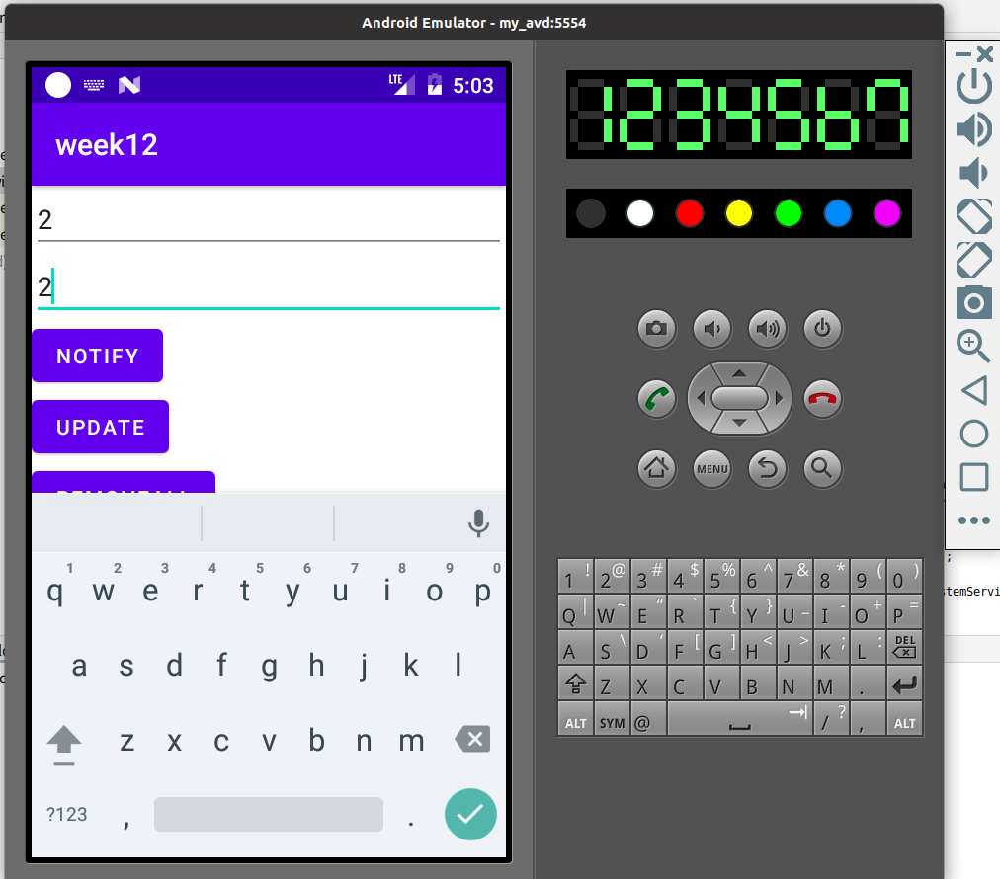 Android Emulator - my_avd:5554
LTE 5:03
week12
2
2
NOTIFY
UPDATE
REMOVEALL
1 2 3 4 5 6 7 8 9 0
q w e r t y u i o p
a s d f g h j k l
z x c v b n m
?123 , .
1234567
MENU
1 ! 2 @ 3 # 4 $ 5 % 6 ^ 7 & 8 * 9 ( 0 )
Q | W ~ E “ R ` T { Y } U _ I - O + P =
A S \ D ‘ F [ G ] H < J > K ; L : DEL
Z X C V B N M .
ALT SYM @ / ? , ALT
;
stemServi